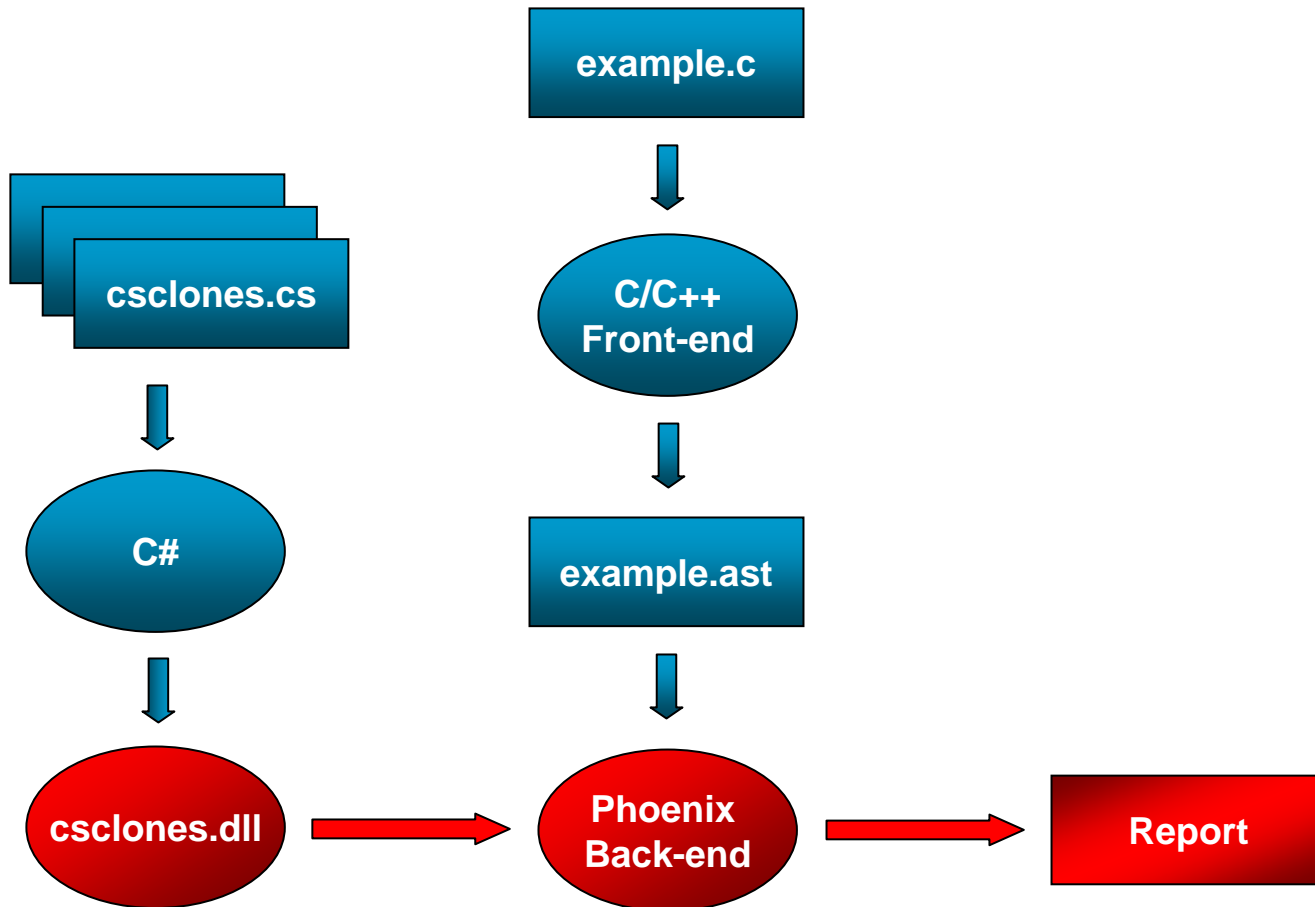 example.c
csclones.cs
C/C++
Front-end
C#
example.ast
csclones.dll
Phoenix
Back-end
Report